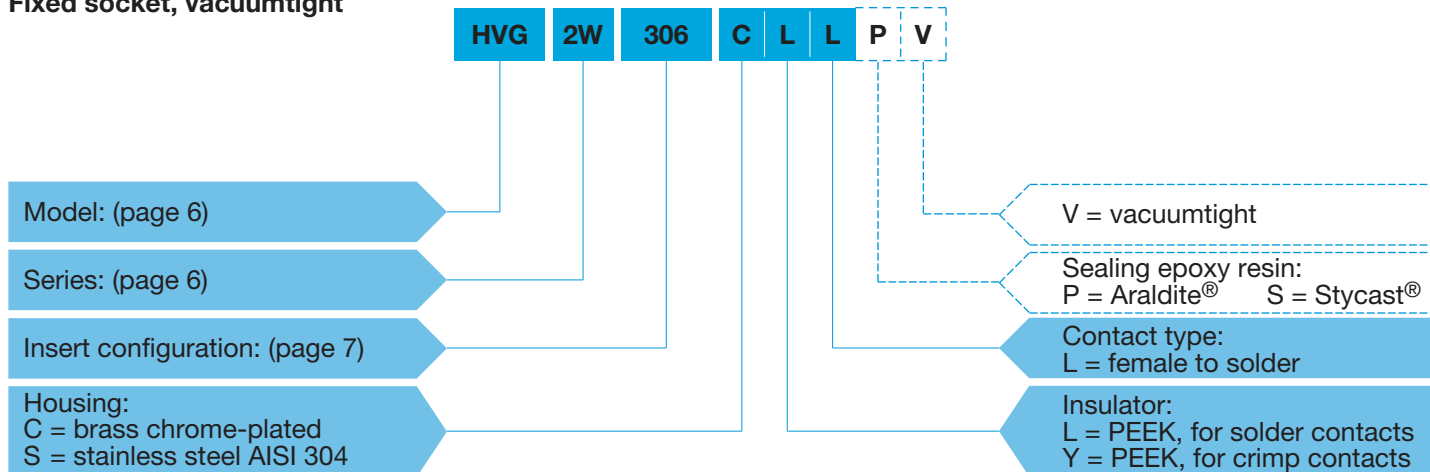 Fixed socket, vacuumtight
HVG 2W 306 C L L P V
Model: (page 6)
Series: (page 6)
Insert configuration: (page 7)
Housing:
C = brass chrome-plated
S = stainless steel AISI 304
V = vacuumtight
Sealing epoxy resin:
P = Araldite® S = Stycast®
Contact type:
L = female to solder
Insulator:
L = PEEK, for solder contacts
Y = PEEK, for crimp contacts